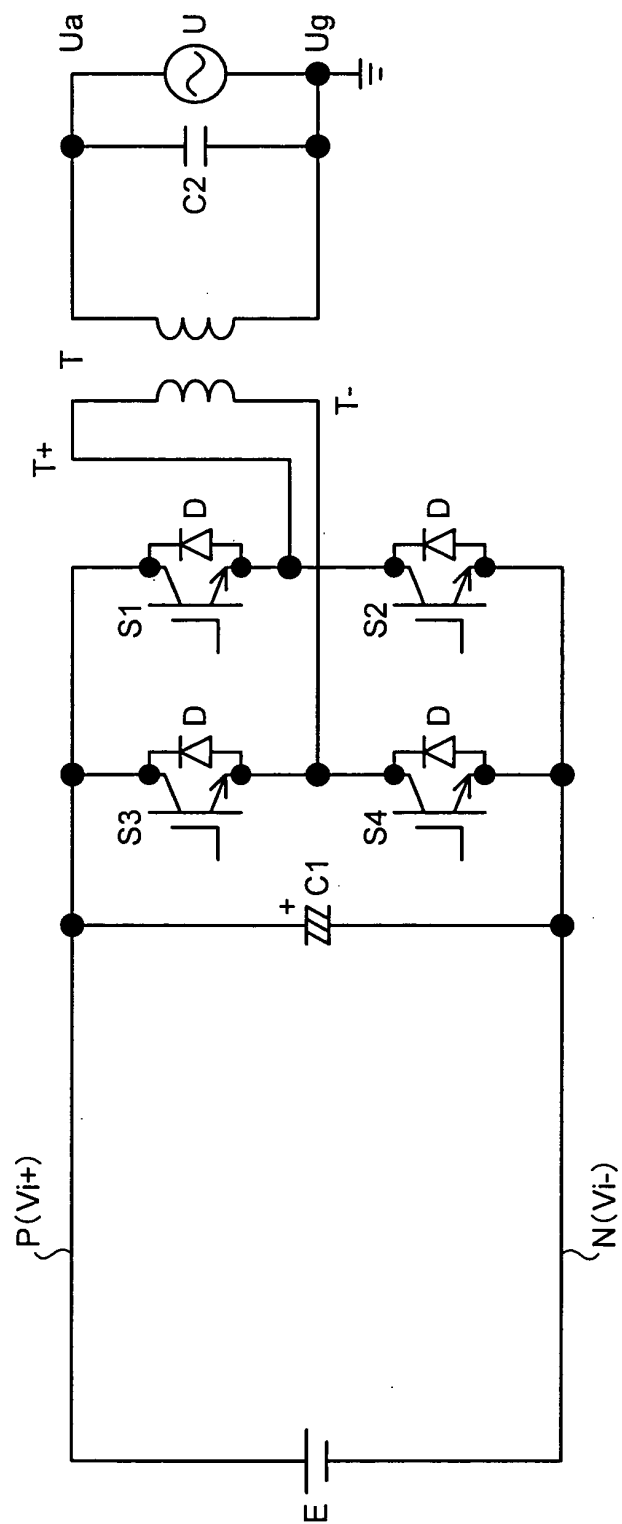 E
P(Vi+)
N(Vi-)
+
C1
S3
D
S4
D
S1
D
S2
D
T+
T-
T
C2
Ua
U
Ug